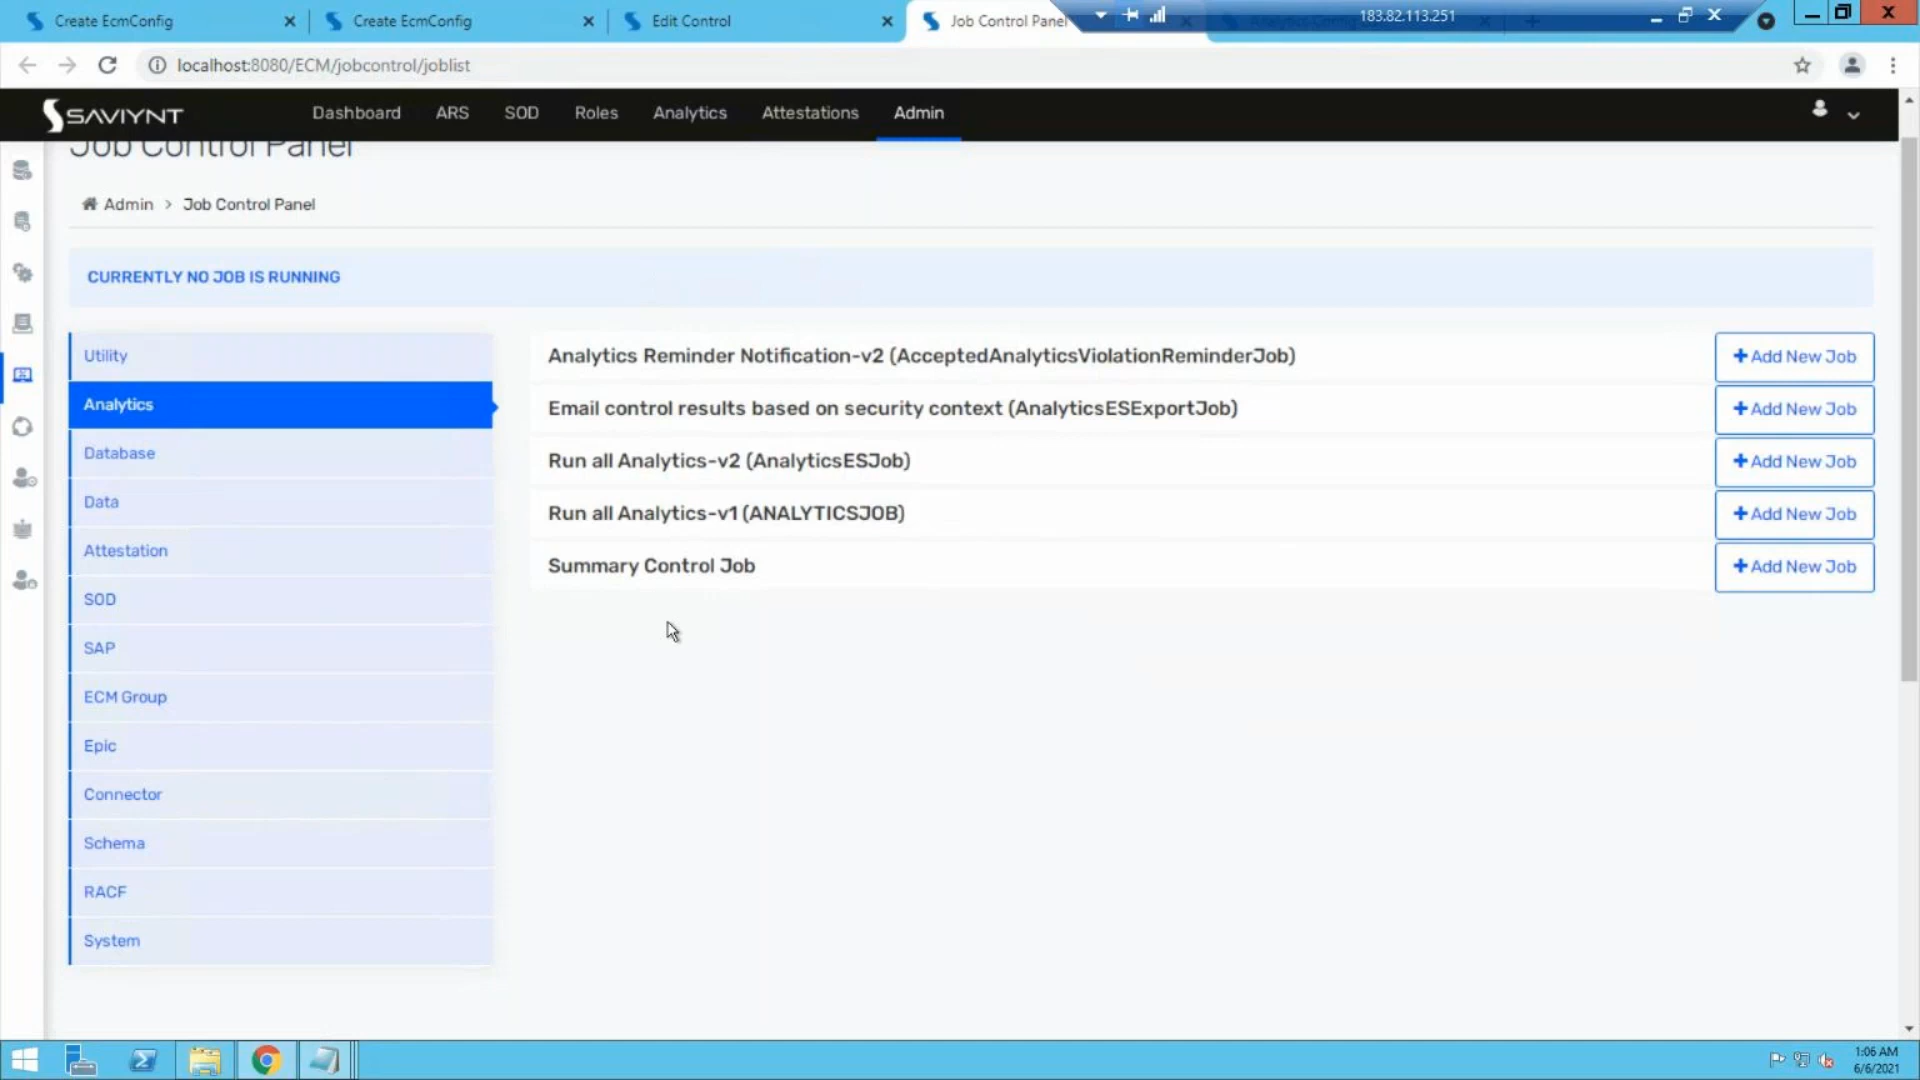 Create EcmConfig
Create EcmConfig
Edit Control
Job Control Panel
183.82.113.251
localhost:8080/ECM/jobcontrol/joblist
SAVIYNT
Dashboard
ARS
SOD
Roles
Analytics
Attestations
Admin
Job Control Panel
Admin > Job Control Panel
CURRENTLY NO JOB IS RUNNING
Utility
Analytics
Database
Data
Attestation
SOD
SAP
ECM Group
Epic
Connector
Schema
RACF
System
Analytics Reminder Notification-v2 (AcceptedAnalyticsViolationReminderJob)
+Add New Job
Email control results based on security context (AnalyticsESExportJob)
+Add New Job
Run all Analytics-v2 (AnalyticsESJob)
+Add New Job
Run all Analytics-v1 (ANALYTICSJOB)
+Add New Job
Summary Control Job
+Add New Job
1:06 AM
6/6/2021